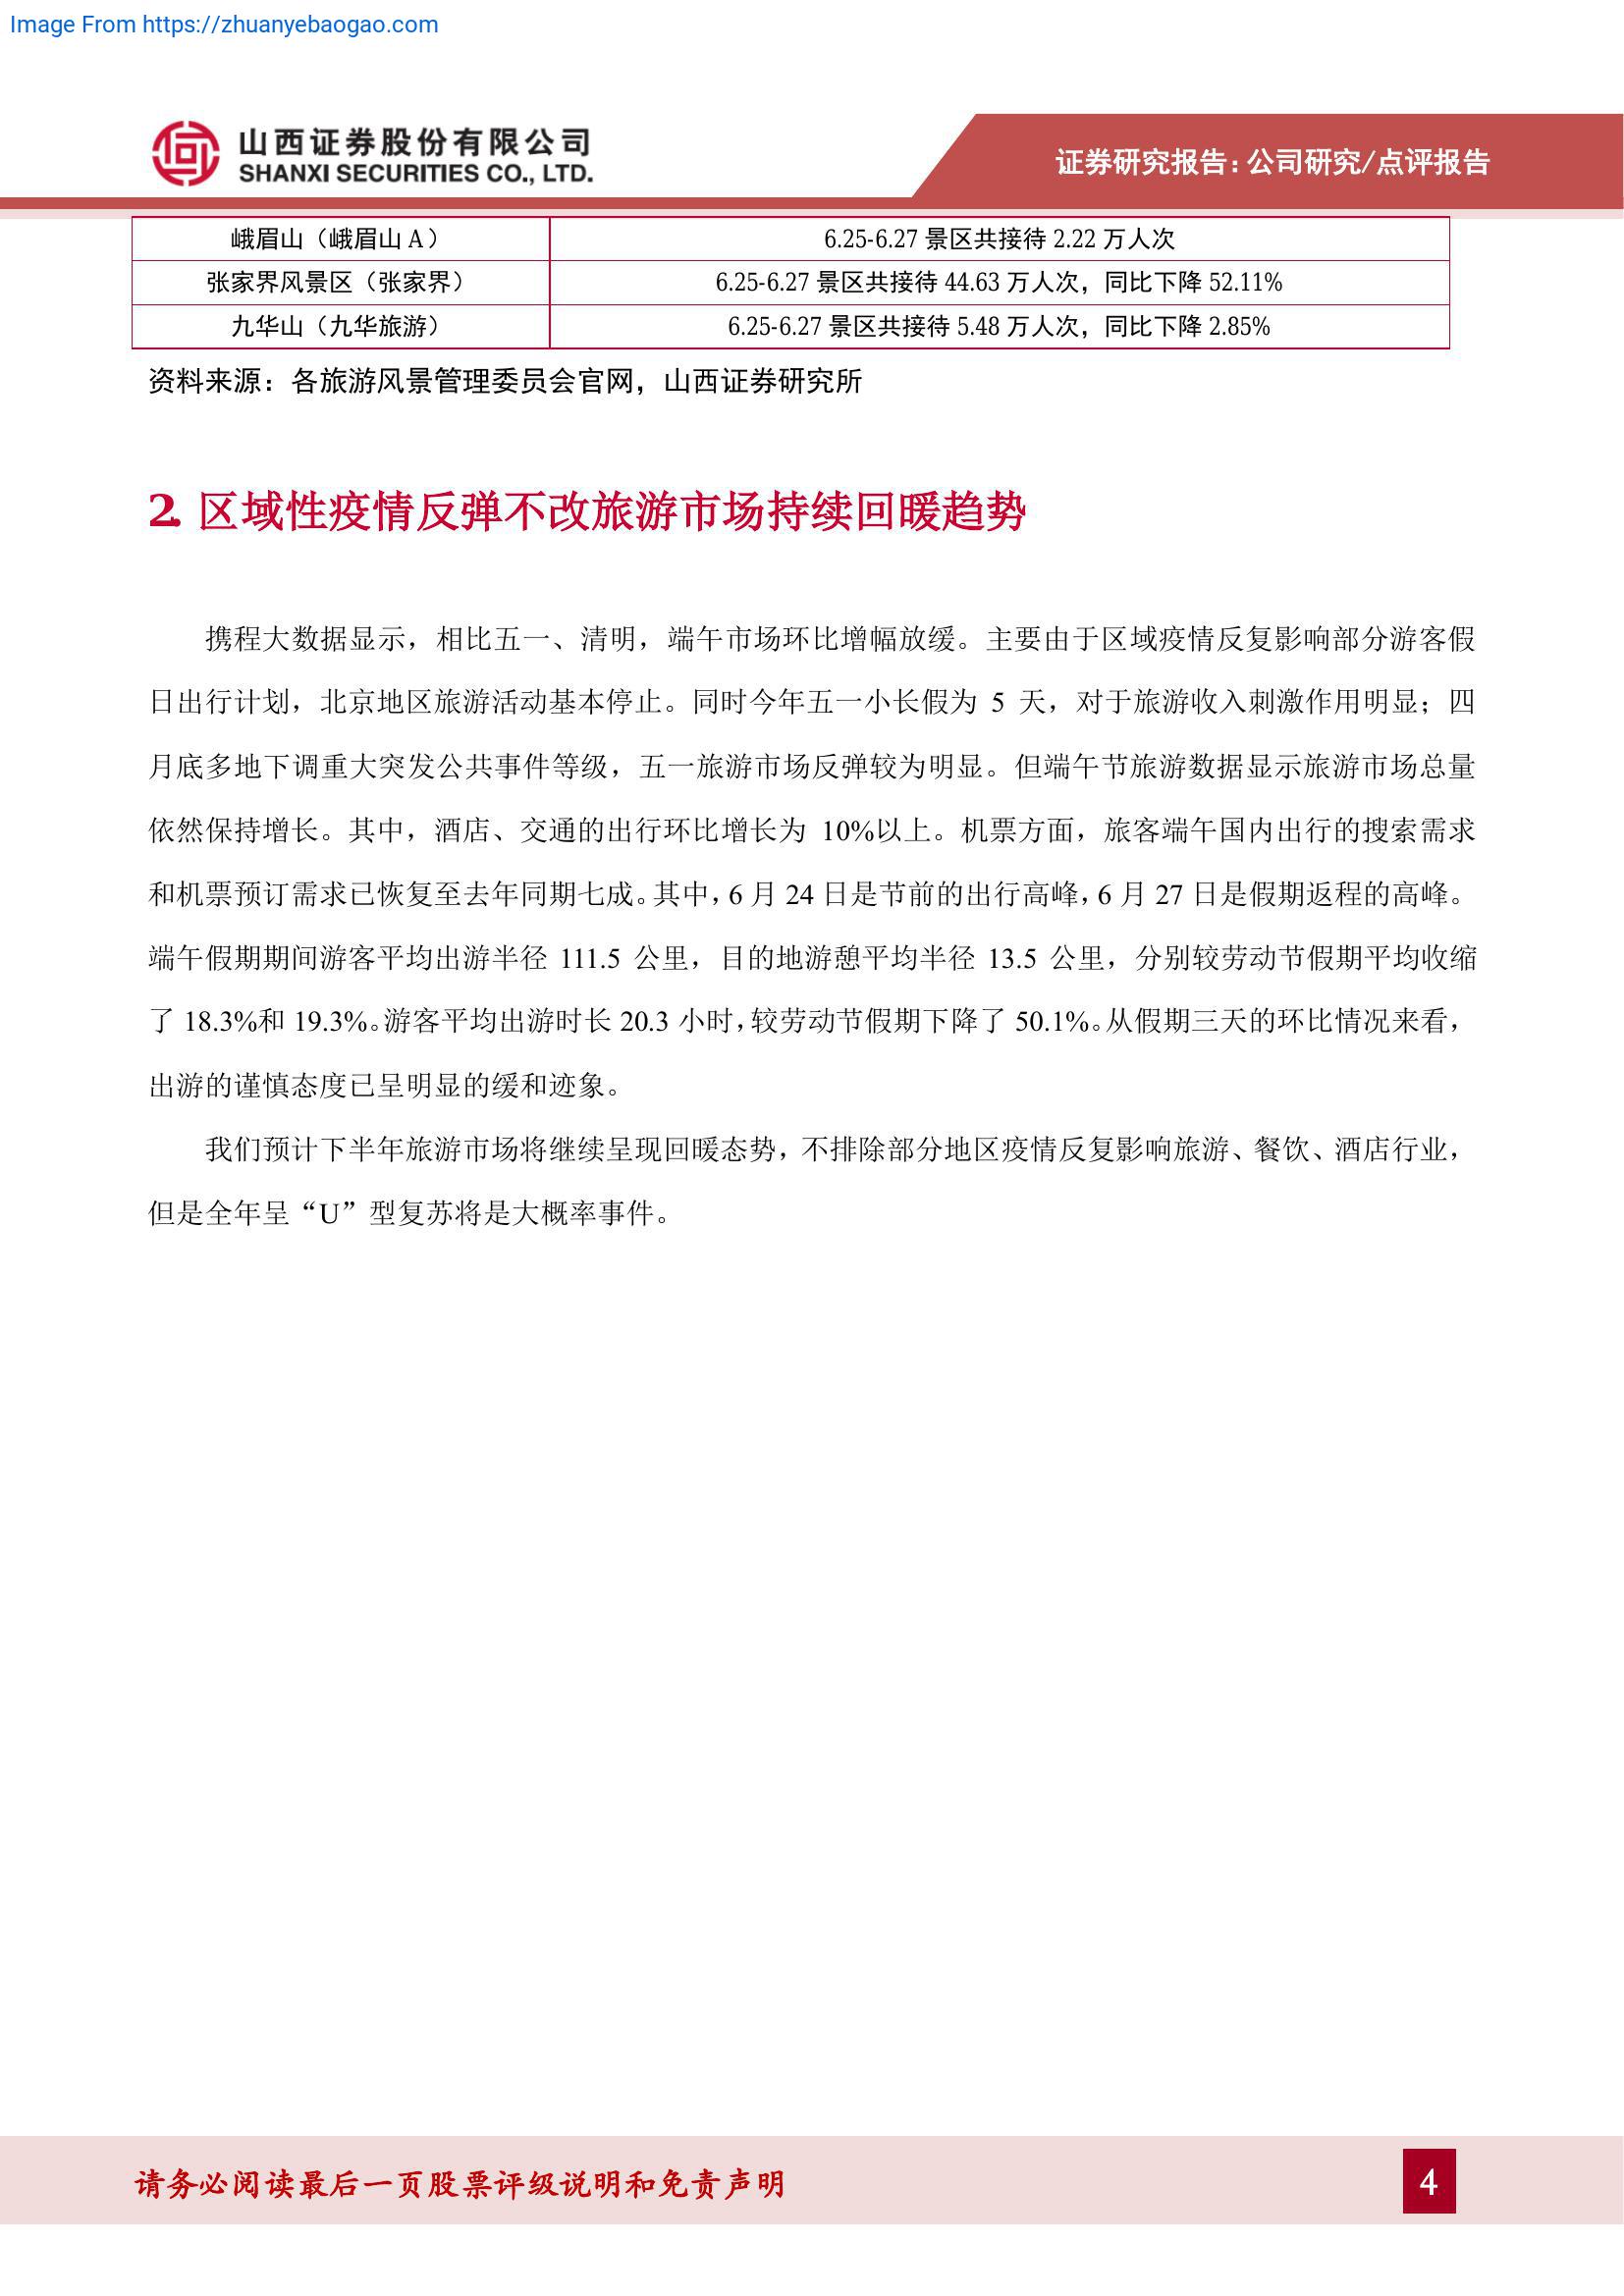 Image From https://zhuanyebaogao.com
山西证券股份有限公司
SHANXI SECURITIES CO., LTD.
证券研究报告：公司研究/点评报告
峨眉山（峨眉山 A） 6.25-6.27 景区共接待 2.22 万人次
张家界风景区（张家界） 6.25-6.27 景区共接待 44.63 万人次，同比下降 52.11%
九华山（九华旅游） 6.25-6.27 景区共接待 5.48 万人次，同比下降 2.85%
资料来源：各旅游风景管理委员会官网，山西证券研究所
2. 区域性疫情反弹不改旅游市场持续回暖趋势
携程大数据显示，相比五一、清明，端午市场环比增幅放缓。主要由于区域疫情反复影响部分游客假
日出行计划，北京地区旅游活动基本停止。同时今年五一小长假为 5 天，对于旅游收入刺激作用明显；四
月底多地下调重大突发公共事件等级，五一旅游市场反弹较为明显。但端午节旅游数据显示旅游市场总量
依然保持增长。其中，酒店、交通的出行环比增长为 10%以上。机票方面，旅客端午国内出行的搜索需求
和机票预订需求已恢复至去年同期七成。其中，6 月 24 日是节前的出行高峰，6 月 27 日是假期返程的高峰。
端午假期期间游客平均出游半径 111.5 公里，目的地游憩平均半径 13.5 公里，分别较劳动节假期平均收缩
了 18.3%和 19.3%。游客平均出游时长 20.3 小时，较劳动节假期下降了 50.1%。从假期三天的环比情况来看，
出游的谨慎态度已呈明显的缓和迹象。
我们预计下半年旅游市场将继续呈现回暖态势，不排除部分地区疫情反复影响旅游、餐饮、酒店行业，
但是全年呈“U”型复苏将是大概率事件。
请务必阅读最后一页股票评级说明和免责声明
4